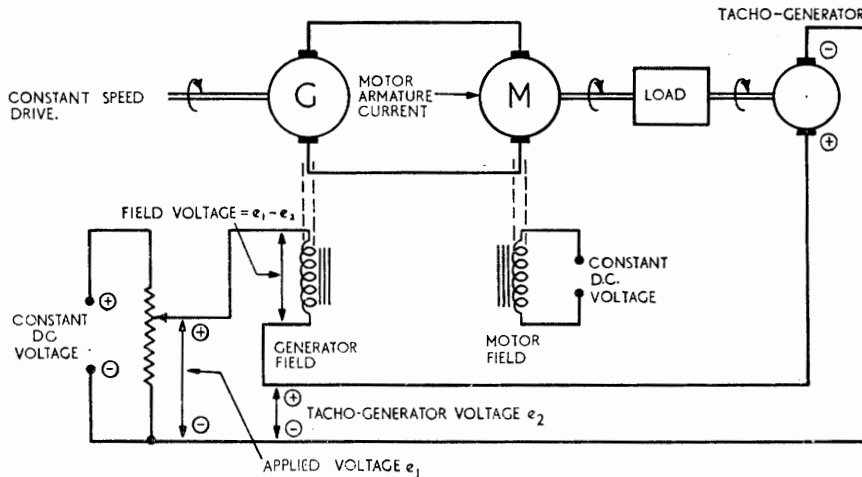 TACHO-GENERATOR
⊖
CONSTANT SPEED
DRIVE.
G
MOTOR
ARMATURE
CURRENT
M
LOAD
⊕
FIELD VOLTAGE = e₁ - e₂
⊕
CONSTANT
DC
VOLTAGE
⊖
⊕
⊖
GENERATOR
FIELD
MOTOR
FIELD
CONSTANT
D.C.
VOLTAGE
⊕
TACHO-GENERATOR VOLTAGE e₂
⊖
APPLIED VOLTAGE e₁